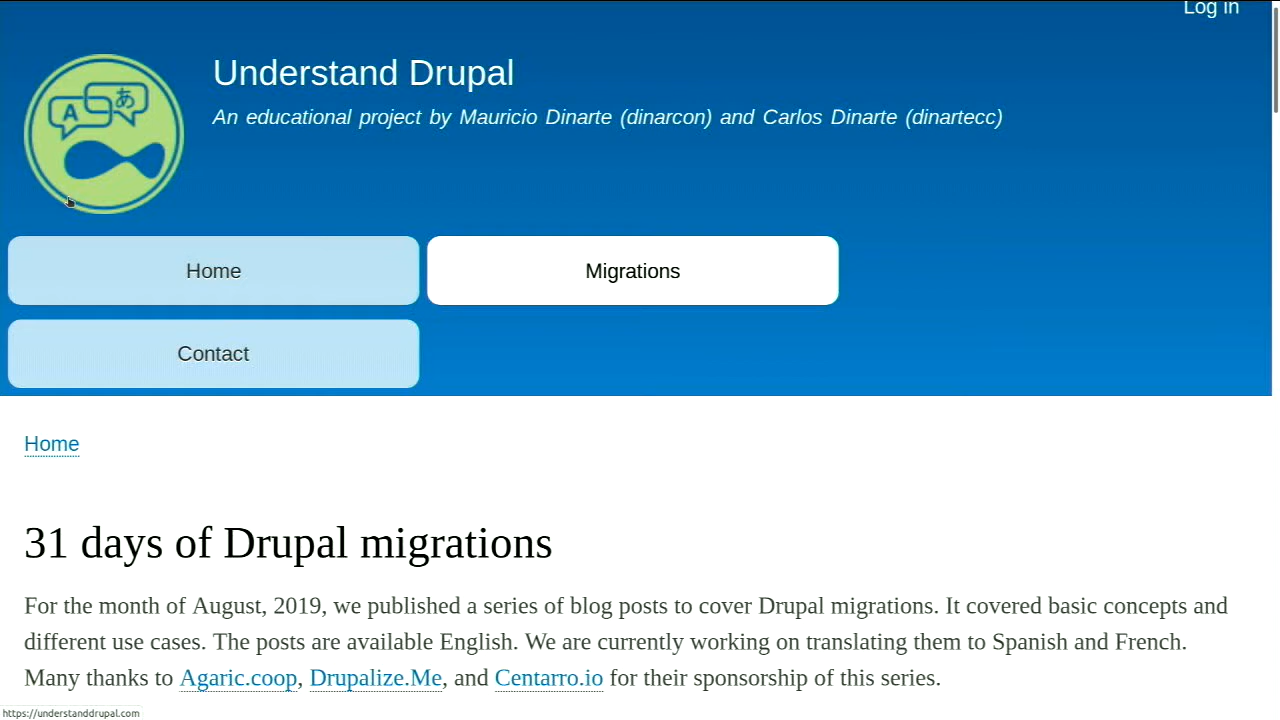 Log in
Understand Drupal
An educational project by Mauricio Dinarte (dinarcon) and Carlos Dinarte (dinartecc)
A あ
Home
Migrations
Contact
Home
31 days of Drupal migrations
For the month of August, 2019, we published a series of blog posts to cover Drupal migrations. It covered basic concepts and
different use cases. The posts are available English. We are currently working on translating them to Spanish and French.
Many thanks to Agaric.coop, Drupalize.Me, and Centarro.io for their sponsorship of this series.
https://understanddrupal.com